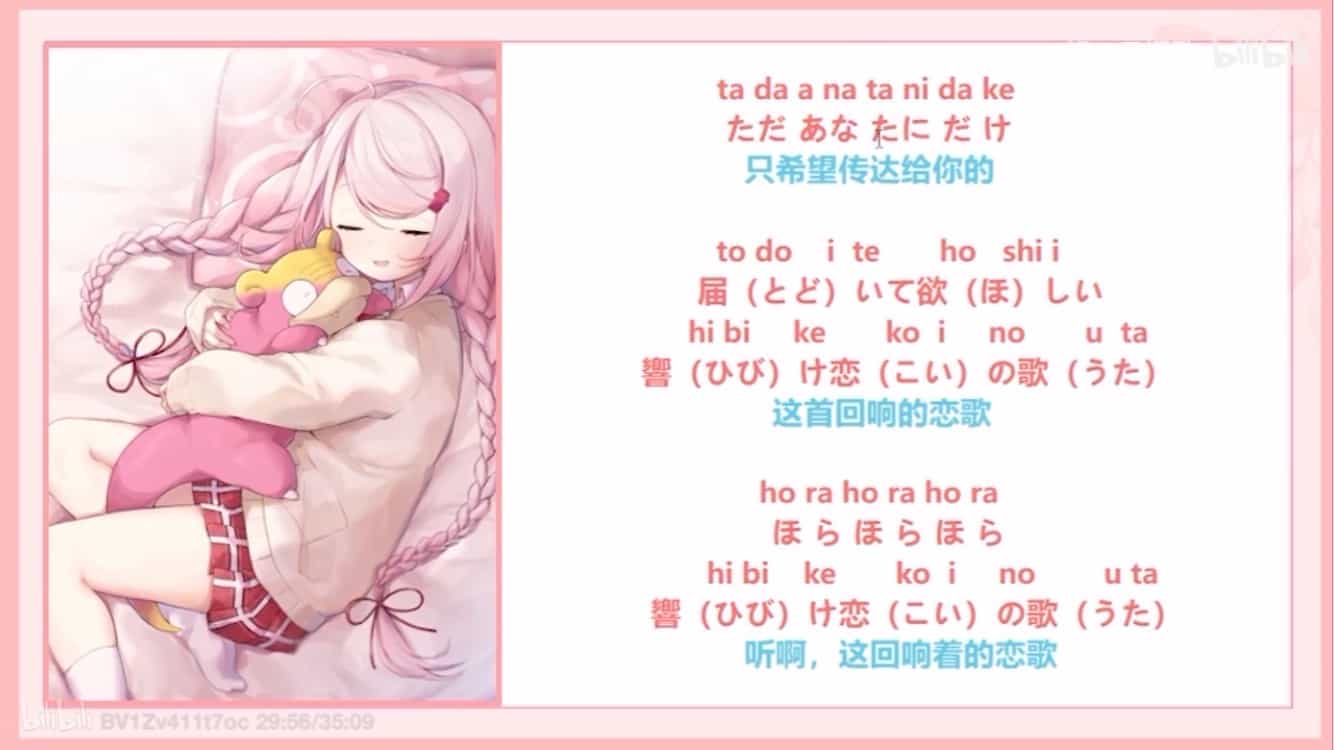 bilibili
ta da a na ta ni da ke
ただ あな たに だ け
只希望传达给你的
to do i te ho shi i
届（とど）いて欲（ほ）しい
hi bi ke ko i no u ta
響（ひび）け恋（こい）の歌（うた）
这首回响的恋歌
ho ra ho ra ho ra
ほ ら ほ ら ほ ら
hi bi ke ko i no u ta
響（ひび）け恋（こい）の歌（うた）
听啊，这回响着的恋歌
bilibili BV1Zv411t7oc 29:56/35:09